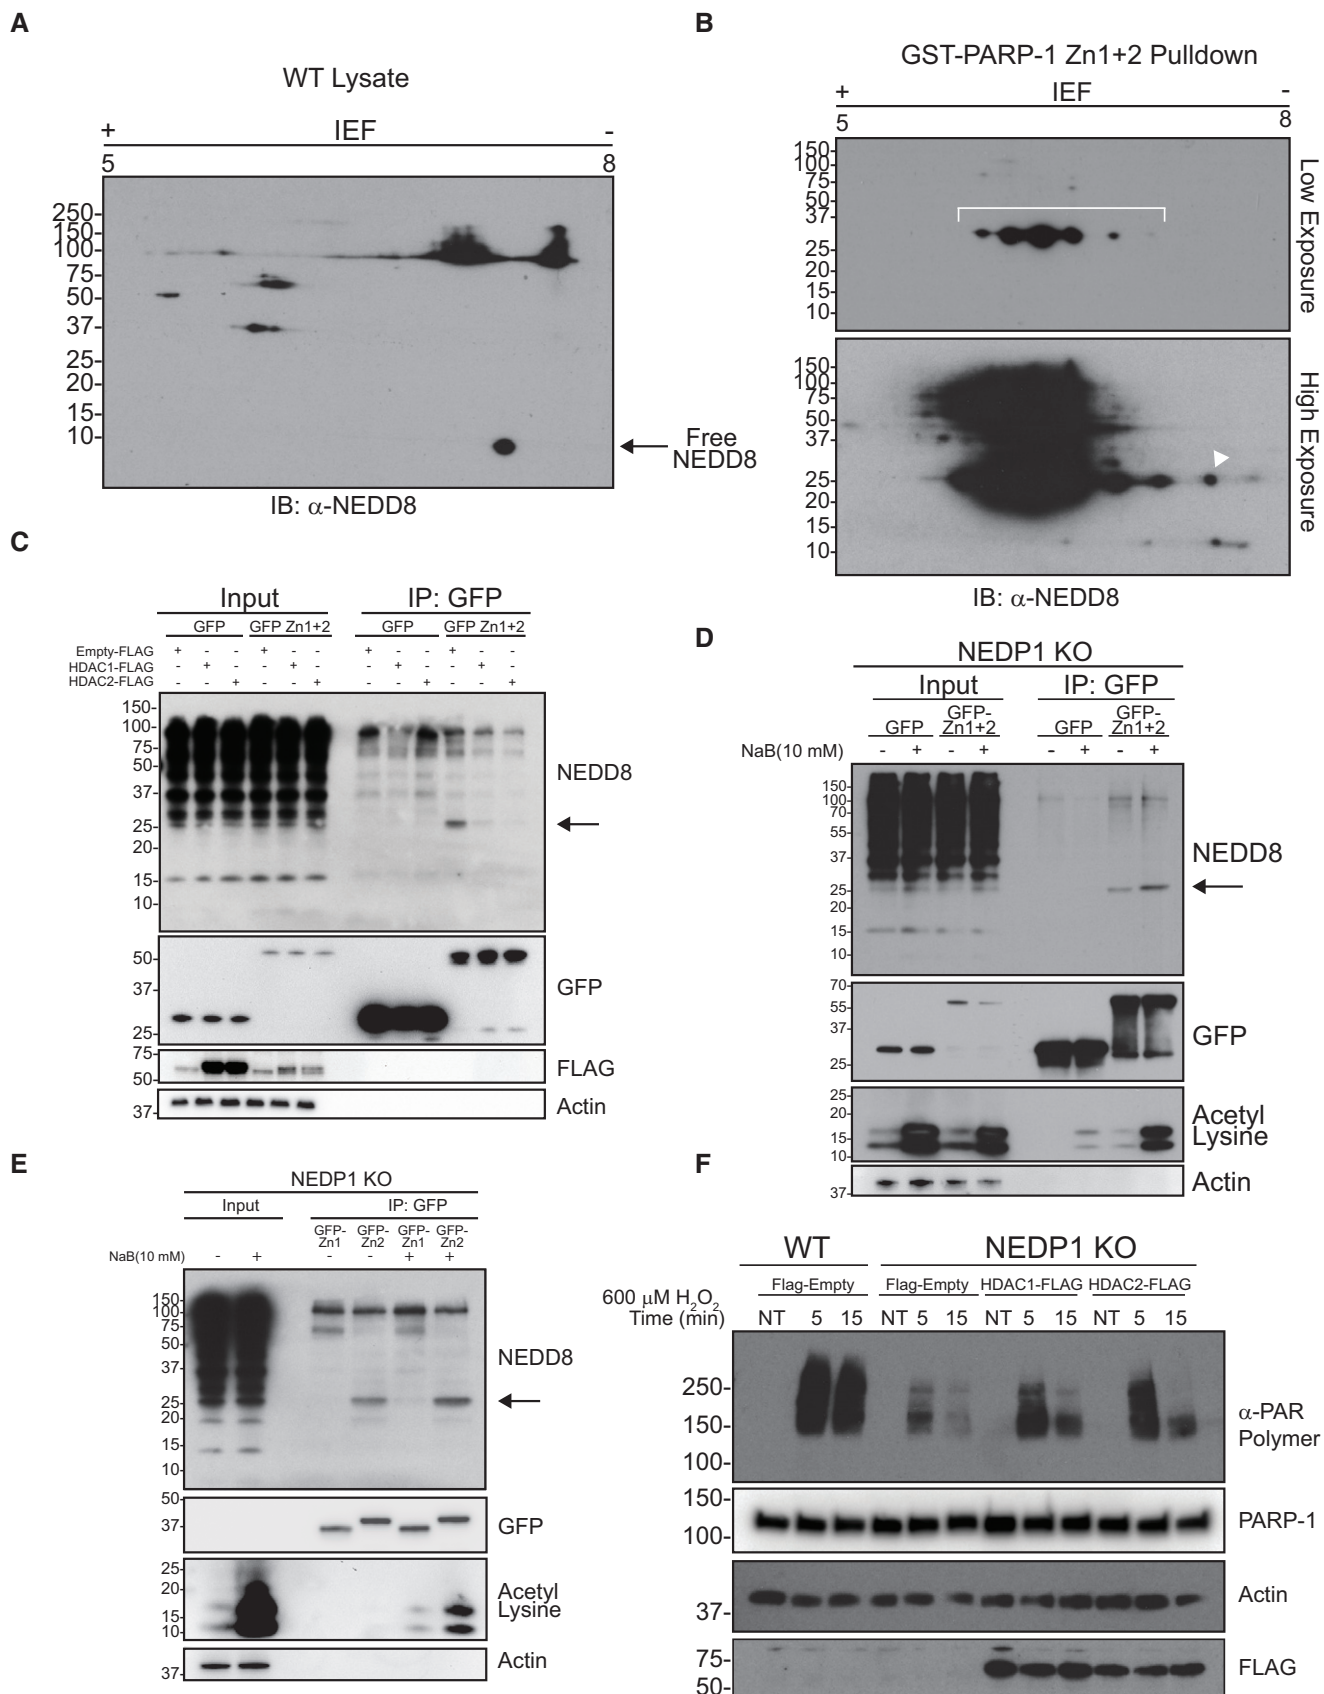 A
WT Lysate
+ IEF -
5 8
250-
150-
100-
75-
50-
37-
25-
20-
15-
10-
Free
NEDD8
IB: α-NEDD8
B
GST-PARP-1 Zn1+2 Pulldown
+ IEF -
5 8
150-
100-
75-
50-
37-
25-
20-
15-
10-
Low Exposure
150-
100-
75-
50-
37-
25-
20-
15-
10-
High Exposure
IB: α-NEDD8
C
Input IP: GFP
GFP GFP Zn1+2 GFP GFP Zn1+2
Empty-FLAG + - - + - - + - - + - -
HDAC1-FLAG - + - - + - - + - - + -
HDAC2-FLAG - - + - - + - - + - - +
150-
100-
75-
50-
37-
25-
20-
15-
10-
NEDD8
50-
37-
25-
GFP
75-
50-
FLAG
37-
Actin
D
NEDP1 KO
Input IP: GFP
GFP GFP-Zn1+2 GFP GFP-Zn1+2
NaB(10 mM) - + - + - + - +
150-
100-
70-
55-
37-
25-
20-
15-
10-
NEDD8
70-
55-
37-
25-
GFP
25-
20-
15-
10-
Acetyl
Lysine
37-
Actin
E
NEDP1 KO
Input IP: GFP
GFP-Zn1 GFP-Zn2 GFP-Zn1 GFP-Zn2
NaB(10 mM) - + - - + +
150-
100-
75-
50-
37-
25-
20-
15-
10-
NEDD8
50-
37-
GFP
25-
20-
15-
10-
Acetyl
Lysine
37-
Actin
F
WT NEDP1 KO
Flag-Empty Flag-Empty HDAC1-FLAG HDAC2-FLAG
600 μM H2O2
Time (min) NT 5 15 NT 5 15 NT 5 15 NT 5 15
250-
150-
100-
α-PAR
Polymer
150-
100-
PARP-1
37-
Actin
75-
50-
FLAG